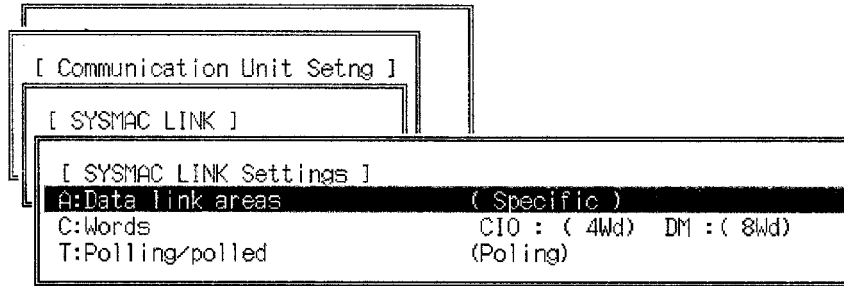 [ Communication Unit Setng ]
[ SYSMAC LINK ]
[ SYSMAC LINK Settings ]
A:Data link areas ( Specific )
C:Words CIO : ( 4Wd) DM :( 8Wd)
T:Polling/polled (Poling)